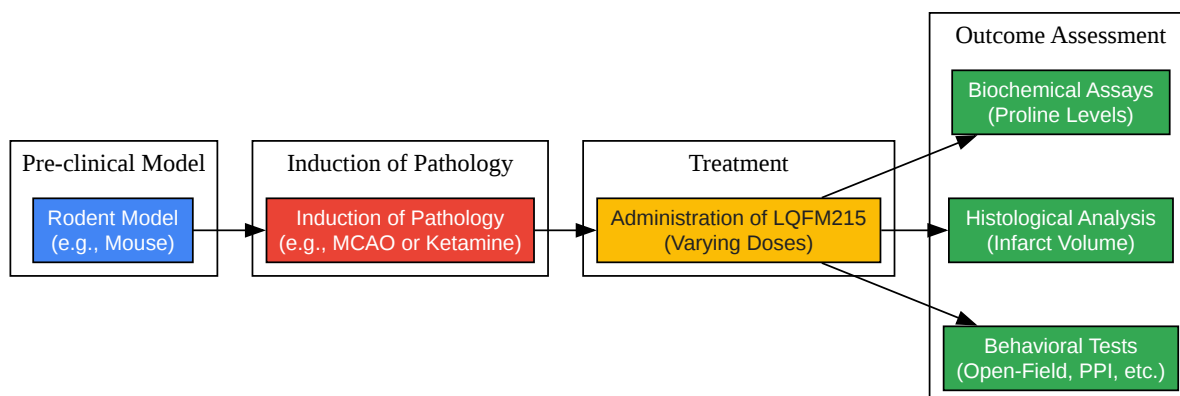 Pre-clinical Model
Rodent Model
(e.g., Mouse)
Induction of Pathology
Induction of Pathology
(e.g., MCAO or Ketamine)
Treatment
Administration of LQFM215
(Varying Doses)
Outcome Assessment
Biochemical Assays
(Proline Levels)
Histological Analysis
(Infarct Volume)
Behavioral Tests
(Open-Field, PPI, etc.)